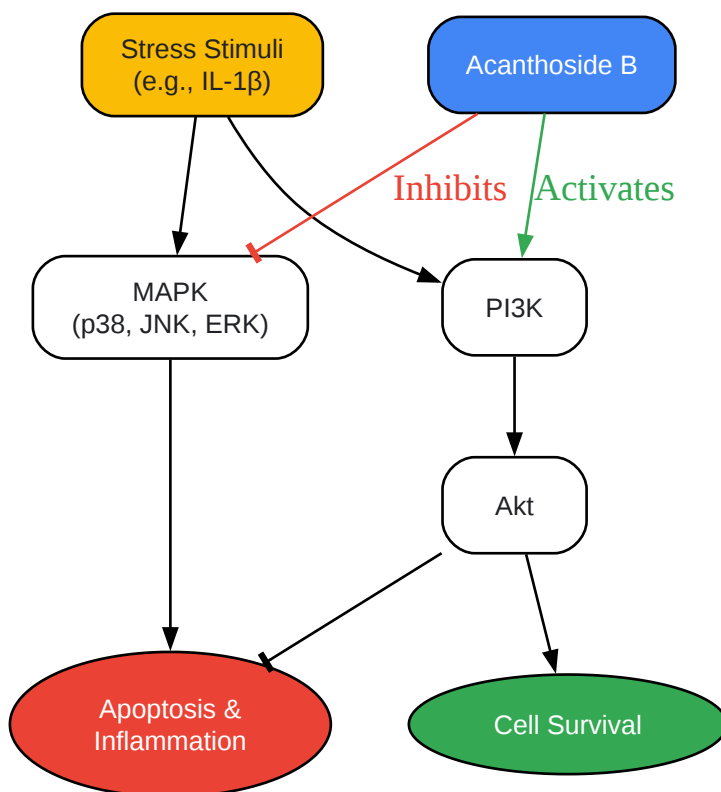 Stress Stimuli
(e.g., IL-1β)
Acanthoside B
Inhibits
Activates
MAPK
(p38, JNK, ERK)
PI3K
Akt
Apoptosis &
Inflammation
Cell Survival